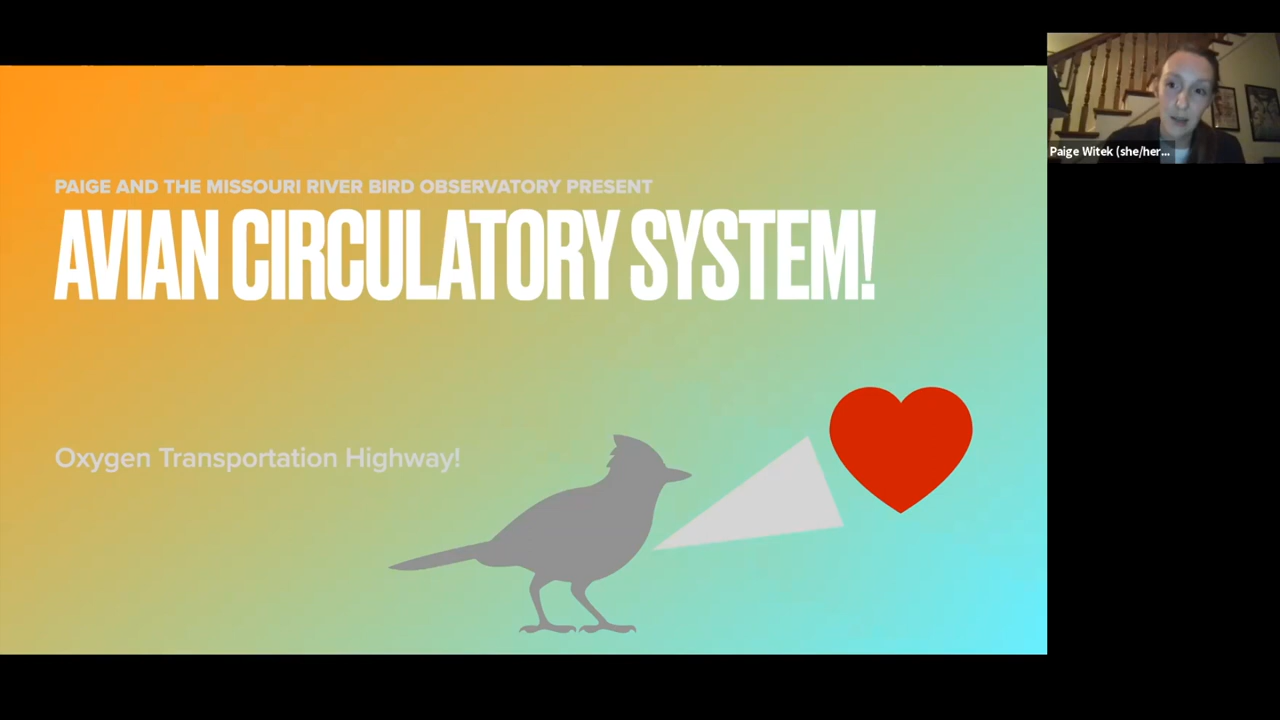 PAIGE AND THE MISSOURI RIVER BIRD OBSERVATORY PRESENT
AVIAN CIRCULATORY SYSTEM!
Oxygen Transportation Highway!
Paige Witek (she/her...